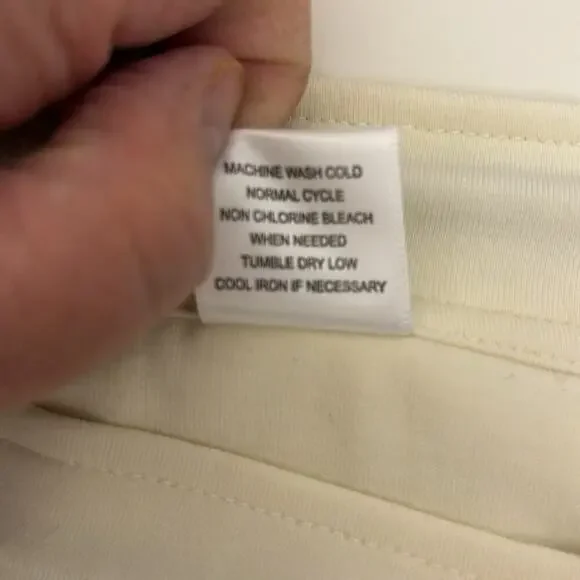 MACHINE WASH COLD
NORMAL CYCLE
NON CHLORINE BLEACH
WHEN NEEDED
TUMBLE DRY LOW
COOL IRON IF NECESSARY